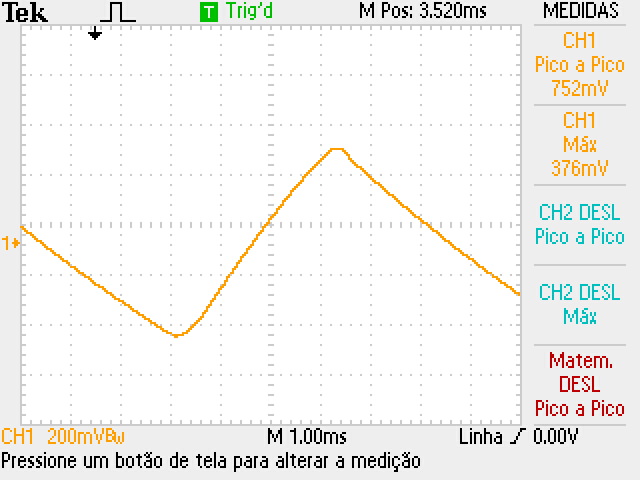 Tek T Trig'd M Pos: 3.520ms MEDIDAS
CH1
Pico a Pico
752mV
CH1
Máx
376mV
CH2 DESL
Pico a Pico
CH2 DESL
Máx
Matem.
DESL
Pico a Pico
1
CH1 200mVBw M 1.00ms Linha 0.00V
Pressione um botão de tela para alterar a medição